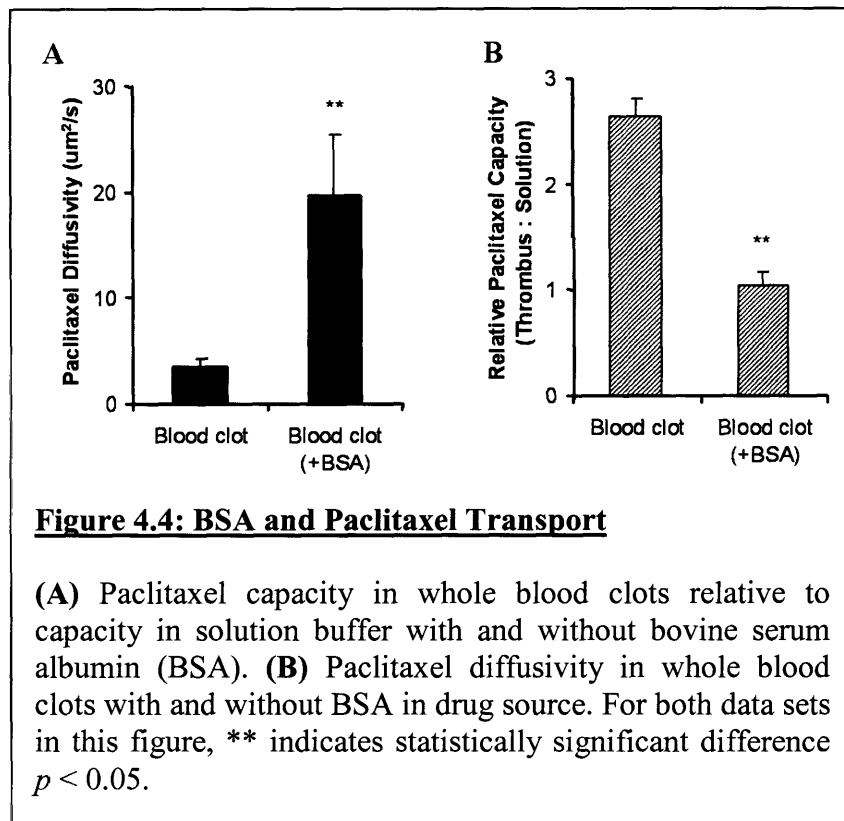 A
Paclitaxel Diffusivity (um²/s)
30
20
10
0
**
Blood clot
Blood clot
(+BSA)
B
Relative Paclitaxel Capacity
(Thrombus : Solution)
3
2
1
0
**
Blood clot
Blood clot
(+BSA)
Figure 4.4: BSA and Paclitaxel Transport
(A) Paclitaxel capacity in whole blood clots relative to
capacity in solution buffer with and without bovine serum
albumin (BSA). (B) Paclitaxel diffusivity in whole blood
clots with and without BSA in drug source. For both data sets
in this figure, ** indicates statistically significant difference
p < 0.05.